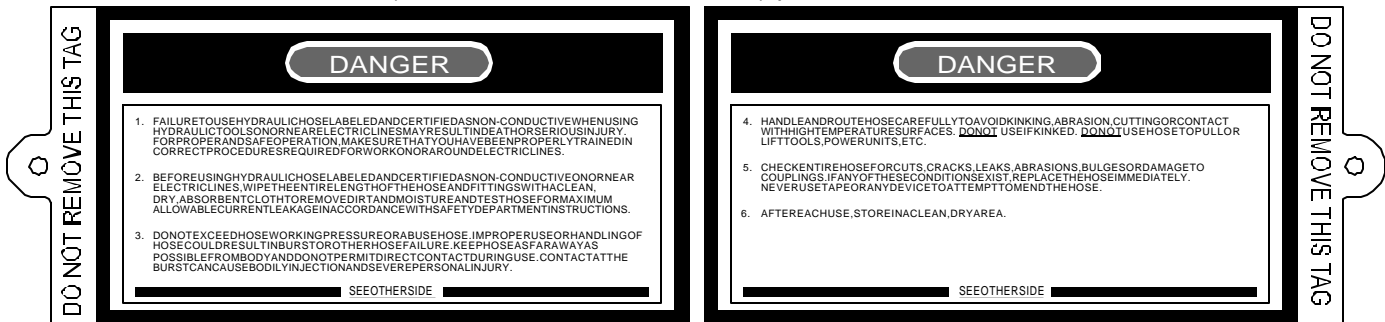 DO NOT REMOVE THIS TAG
DANGER
1. FAILURETOUSEHYDRAULICHOSELABELEDANDCERTIFIEDASNON-CONDUCTIVEWHENUSING
HYDRAULICTOOLSONORNEARELECTRICLINESMAYRESULTINDEATHORSERIOUSINJURY.
FORPROPERANDSAFEOPERATION,MAKESURETHATYOUHAVEBEENPROPERLYTRAINEDIN
CORRECTPROCEDURESREQUIREDFORWORKONORAROUNDELECTRICLINES.
2. BEFOREUSINGHYDRAULICHOSELABELEDANDCERTIFIEDASNON-CONDUCTIVEONORNEAR
ELECTRICLINES,WIPETHEENTIRELENGTHOFTHEHOSEANDFITTINGSWITHACLEAN,
DRY,ABSORBENTCLOTHTOREMOVEDIRTANDMOISTUREANDTESTHOSEFORMAXIMUM
ALLOWABLECURRENTLEAKAGEINACCORDANCEWITHSAFETYDEPARTMENTINSTRUCTIONS.
3. DONOTEXCEEDHOSEWORKINGPRESSUREORABUSEHOSE.IMPROPERUSEORHANDLINGOF
HOSECOULDRESULTINBURSTOROTHERHOSEFAILURE.KEEPHOSEASFARAWAYAS
POSSIBLEFROMBODYANDDONOTPERMITDIRECTCONTACTDURINGUSE.CONTACTATTHE
BURSTCANCAUSEBODILYINJECTIONANDSEVEREPERSONALINJURY.
SEEOTHERSIDE
DANGER
4. HANDLEANDROUTEHOSECAREFULLYTOAVOIDKINKING,ABRASION,CUTTINGORCONTACT
WITHHIGHTEMPERATURESURFACES. DONOT USEIFKINKED. DONOTUSEHOSETOPULLOR
LIFTTOOLS,POWERUNITS,ETC.
5. CHECKENTIREHOSEFORCUTS,CRACKS,LEAKS,ABRASIONS,BULGESORDAMAGETO
COUPLINGS.IFANYOFTHESECONDITIONSEXIST,REPLACETHEHOSEIMMEDIATELY.
NEVERUSETAPEORANYDEVICETOATTEMPTTOMENDTHEHOSE.
6. AFTEREACHUSE,STOREINACLEAN,DRYAREA.
SEEOTHERSIDE
DO NOT REMOVE THIS TAG